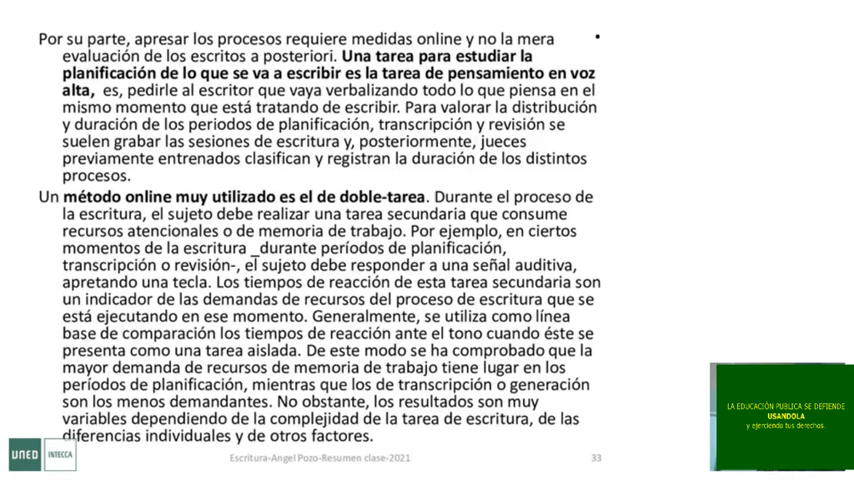 Por su parte, apresar los procesos requiere medidas online y no la mera
evaluación de los escritos a posteriori. Una tarea para estudiar la
planificación de lo que se va a escribir es la tarea de pensamiento en voz
alta, es, pedirle al escritor que vaya verbalizando todo lo que piensa en el
mismo momento que está tratando de escribir. Para valorar la distribución
y duración de los periodos de planificación, transcripción y revisión se
suelen grabar las sesiones de escritura y, posteriormente, jueces
previamente entrenados clasifican y registran la duración de los distintos
procesos.
Un método online muy utilizado es el de doble-tarea. Durante el proceso de
la escritura, el sujeto debe realizar una tarea secundaria que consume
recursos atencionales o de memoria de trabajo. Por ejemplo, en ciertos
momentos de la escritura _durante períodos de planificación,
transcripción o revisión-, el sujeto debe responder a una señal auditiva,
apretando una tecla. Los tiempos de reacción de esta tarea secundaria son
un indicador de las demandas de recursos del proceso de escritura que se
está ejecutando en ese momento. Generalmente, se utiliza como línea
base de comparación los tiempos de reacción ante el tono cuando éste se
presenta como una tarea aislada. De este modo se ha comprobado que la
mayor demanda de recursos de memoria de trabajo tiene lugar en los
períodos de planificación, mientras que los de transcripción o generación
son los menos demandantes. No obstante, los resultados son muy
variables dependiendo de la complejidad de la tarea de escritura, de las
diferencias individuales y de otros factores.
UNED INTECCA
Escritura-Angel Pozo-Resumen clase-2021
33
LA EDUCACIÓN PUBLICA SE DEFIENDE
USANDOLA
y ejerciendo tus derechos.